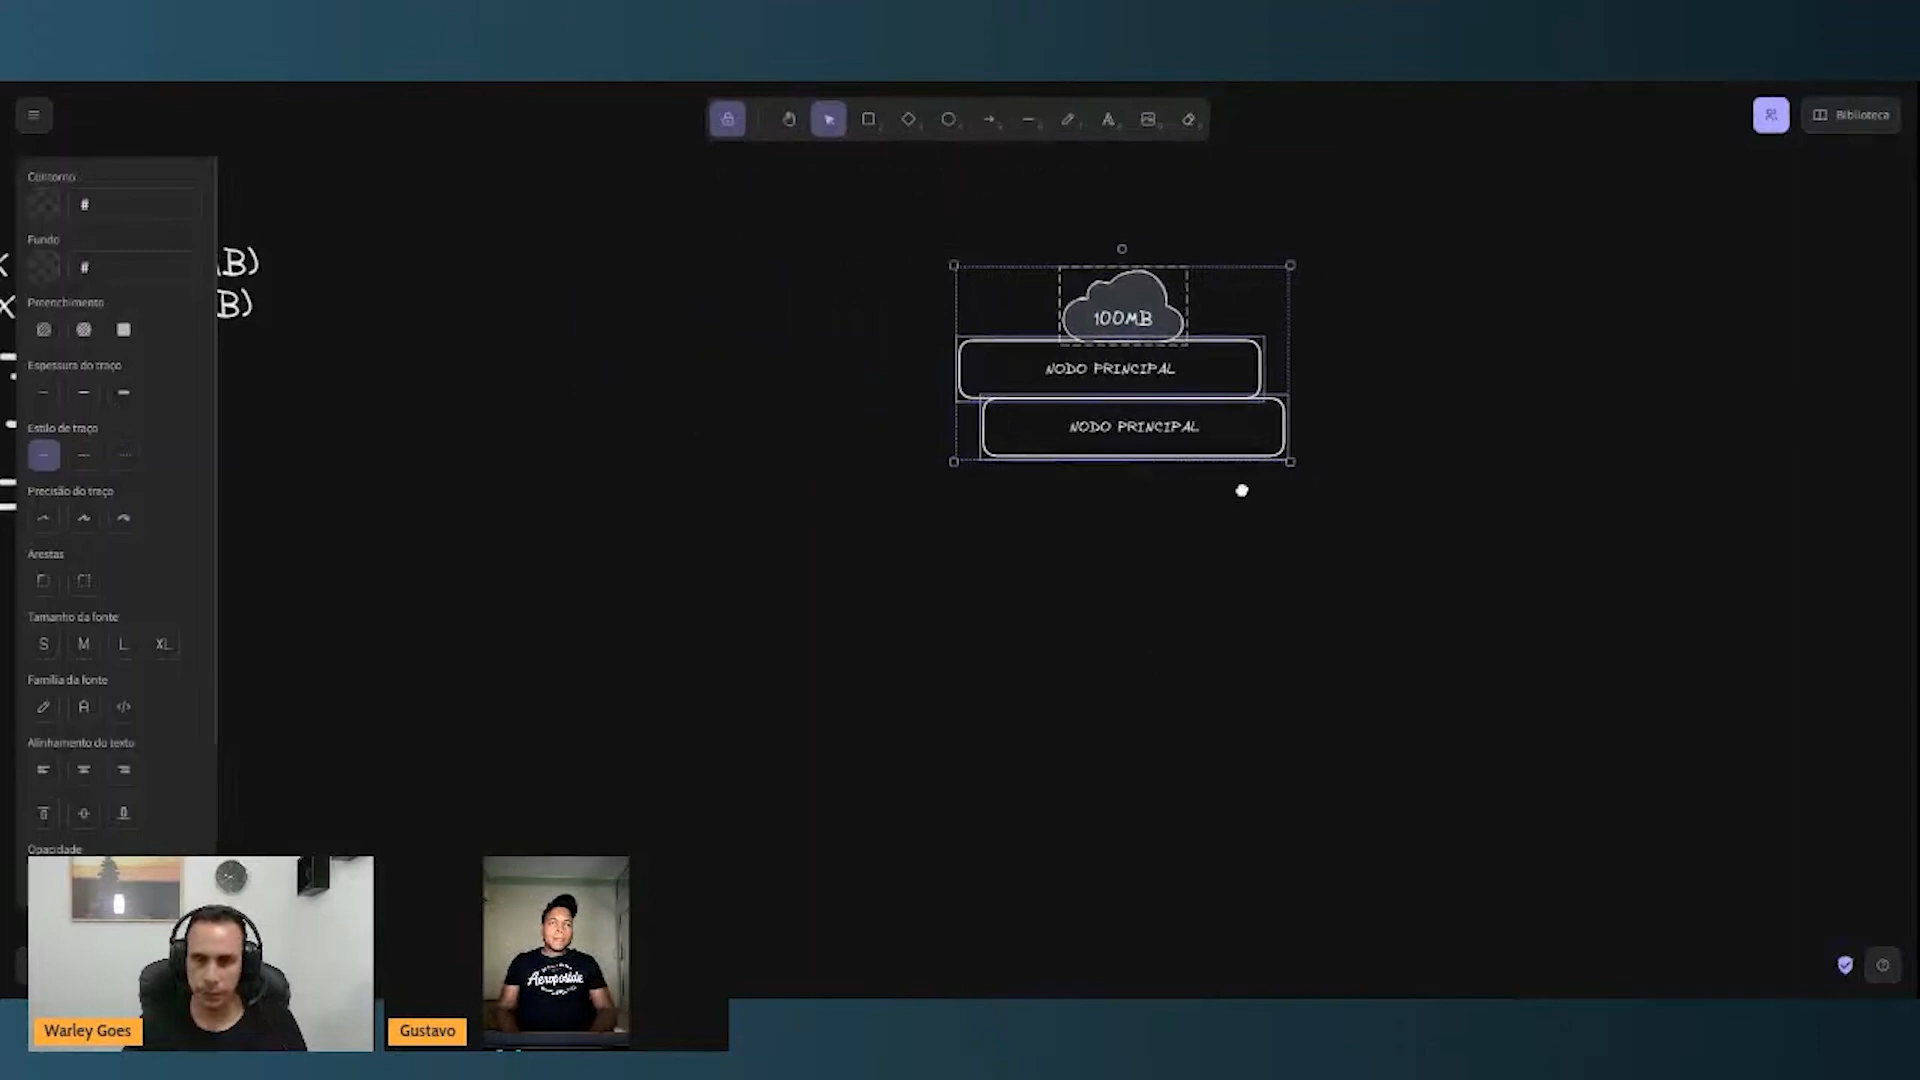 Biblioteca
Contorno
#
Fundo
#
Preenchimento
Espessura do traço
Estilo de traço
Precisão do traço
Arestas
Tamanho da fonte
S M L XL
Família da fonte
A </>
Alinhamento do texto
Opacidade
B)
B)
100MB
NODO PRINCIPAL
NODO PRINCIPAL
Aeropostale
Warley Goes
Gustavo